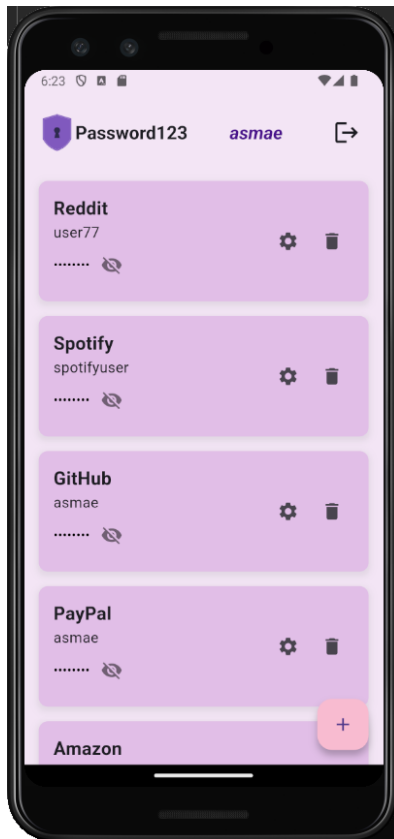 6:23
Password123 asmae
Reddit
user77
········
Spotify
spotifyuser
········
GitHub
asmae
········
PayPal
asmae
········
Amazon
+